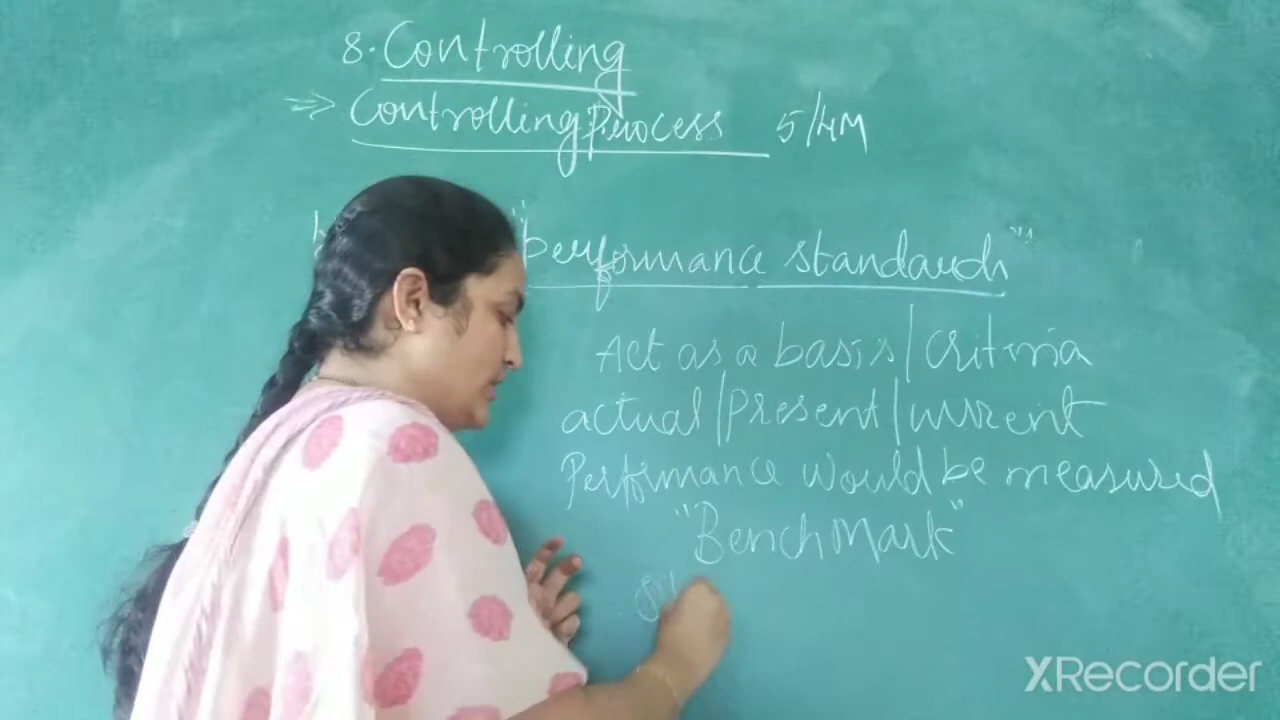 8. Controlling
⇒ Controlling Process 5/4M
"performance standards"
Act as a basis/criteria
actual/present/current
Performance would be measured
"BenchMark"
XRecorder